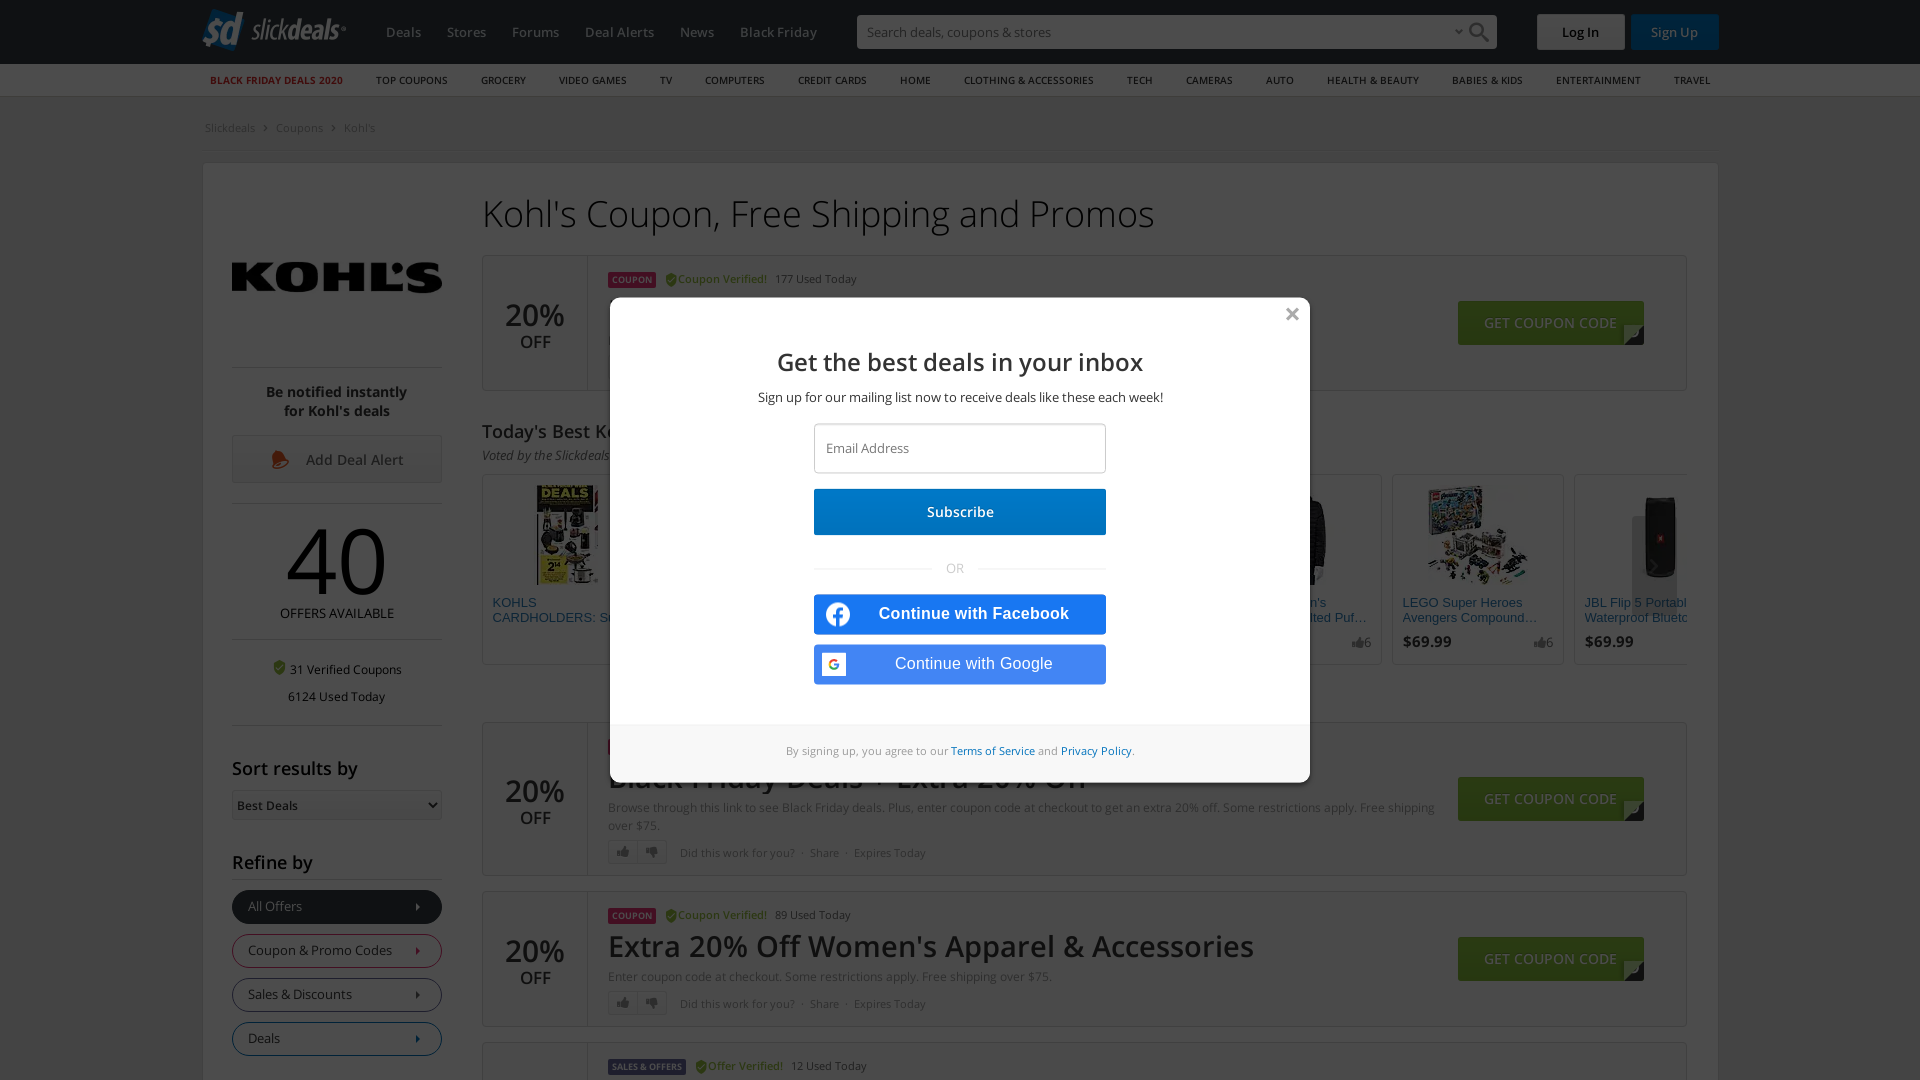 sd slickdeals
Deals
Stores
Forums
Deal Alerts
News
Black Friday
Search deals, coupons & stores
Log In
Sign Up
BLACK FRIDAY DEALS 2020
TOP COUPONS
GROCERY
VIDEO GAMES
TV
COMPUTERS
CREDIT CARDS
HOME
CLOTHING & ACCESSORIES
TECH
CAMERAS
AUTO
HEALTH & BEAUTY
BABIES & KIDS
ENTERTAINMENT
TRAVEL
Slickdeals
Coupons
Kohl's
Kohl's Coupon, Free Shipping and Promos
KOHL'S
Be notified instantly
for Kohl's deals
Add Deal Alert
40
OFFERS AVAILABLE
31 Verified Coupons
6124 Used Today
Sort results by
Best Deals
Refine by
All Offers
Coupon & Promo Codes
Sales & Discounts
Deals
20%
OFF
COUPON
Coupon Verified!
177 Used Today
GET COUPON CODE
Get the best deals in your inbox
Sign up for our mailing list now to receive deals like these each week!
Email Address
Subscribe
OR
Continue with Facebook
Continue with Google
By signing up, you agree to our Terms of Service and Privacy Policy.
Today's Best
Voted by the Slickdeals
DEALS
KOHLS
CARDHOLDERS:
LEGO Super Heroes
Avengers Compound…
$69.99
6
6
JBL Flip 5
Waterproof
$69.99
20%
OFF
Black Friday Deals + Extra 20% Off
Browse through this link to see Black Friday deals. Plus, enter coupon code at checkout to get an extra 20% off. Some restrictions apply. Free shipping
over $75.
Did this work for you? · Share · Expires Today
GET COUPON CODE
20%
OFF
COUPON
Coupon Verified!
89 Used Today
Extra 20% Off Women's Apparel & Accessories
Enter coupon code at checkout. Some restrictions apply. Free shipping over $75.
Did this work for you? · Share · Expires Today
GET COUPON CODE
SALES & OFFERS
Offer Verified!
12 Used Today